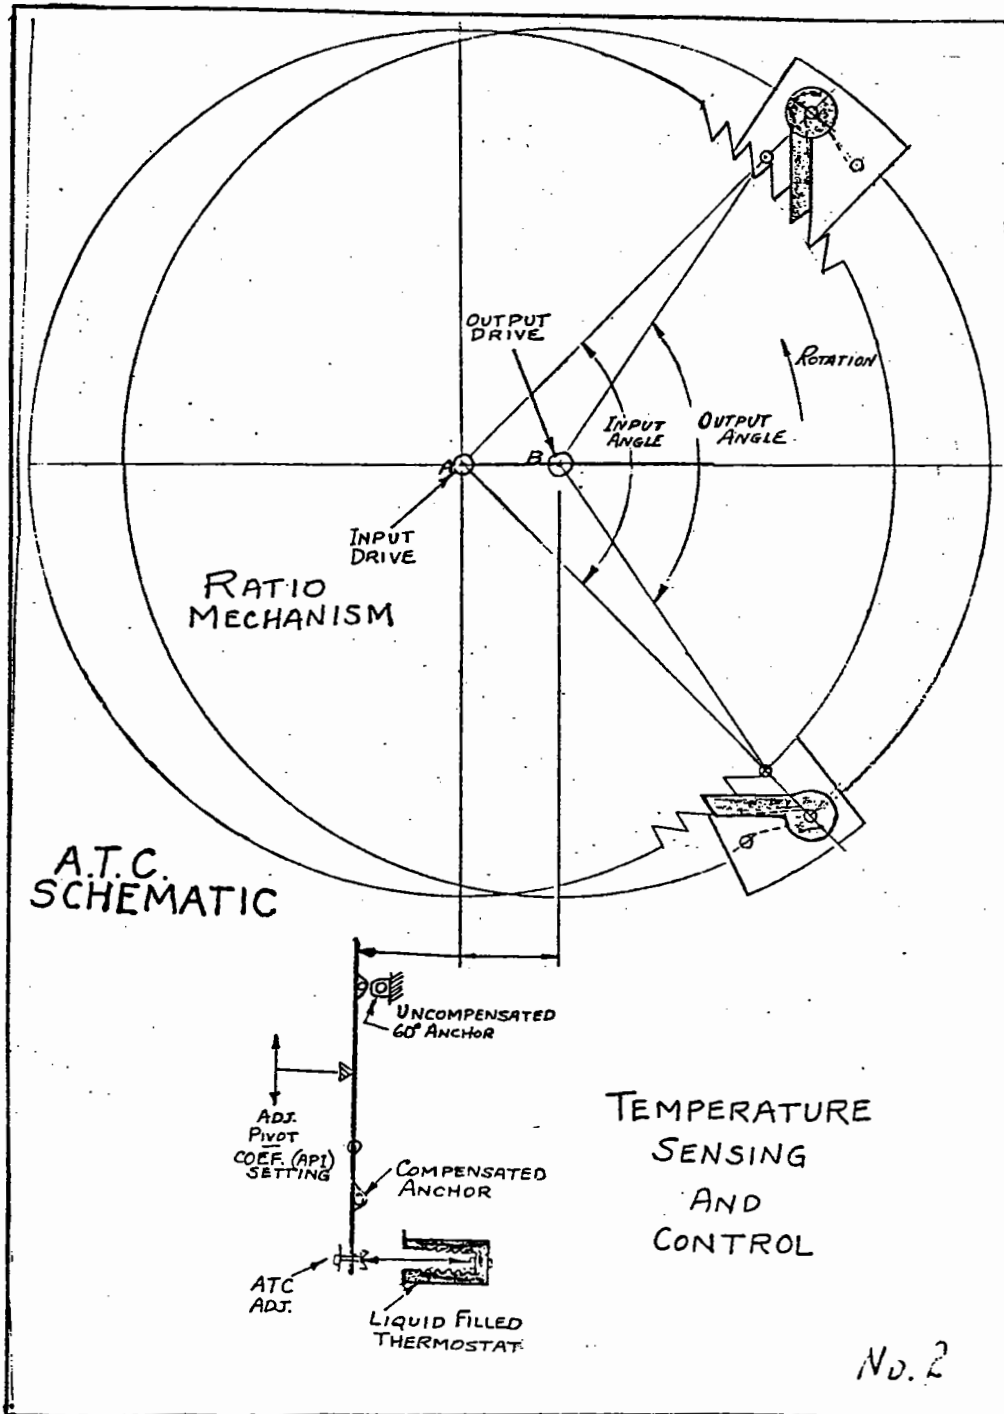 OUTPUT
DRIVE
ROTATION
INPUT
ANGLE
OUTPUT
ANGLE
A
B
INPUT
DRIVE
RATIO
MECHANISM
A.T.C.
SCHEMATIC
UNCOMPENSATED
60° ANCHOR
ADJ.
PIVOT
COEF. (API)
SETTING
COMPENSATED
ANCHOR
TEMPERATURE
SENSING
AND
CONTROL
ATC
ADJ.
LIQUID FILLED
THERMOSTAT
No. 2